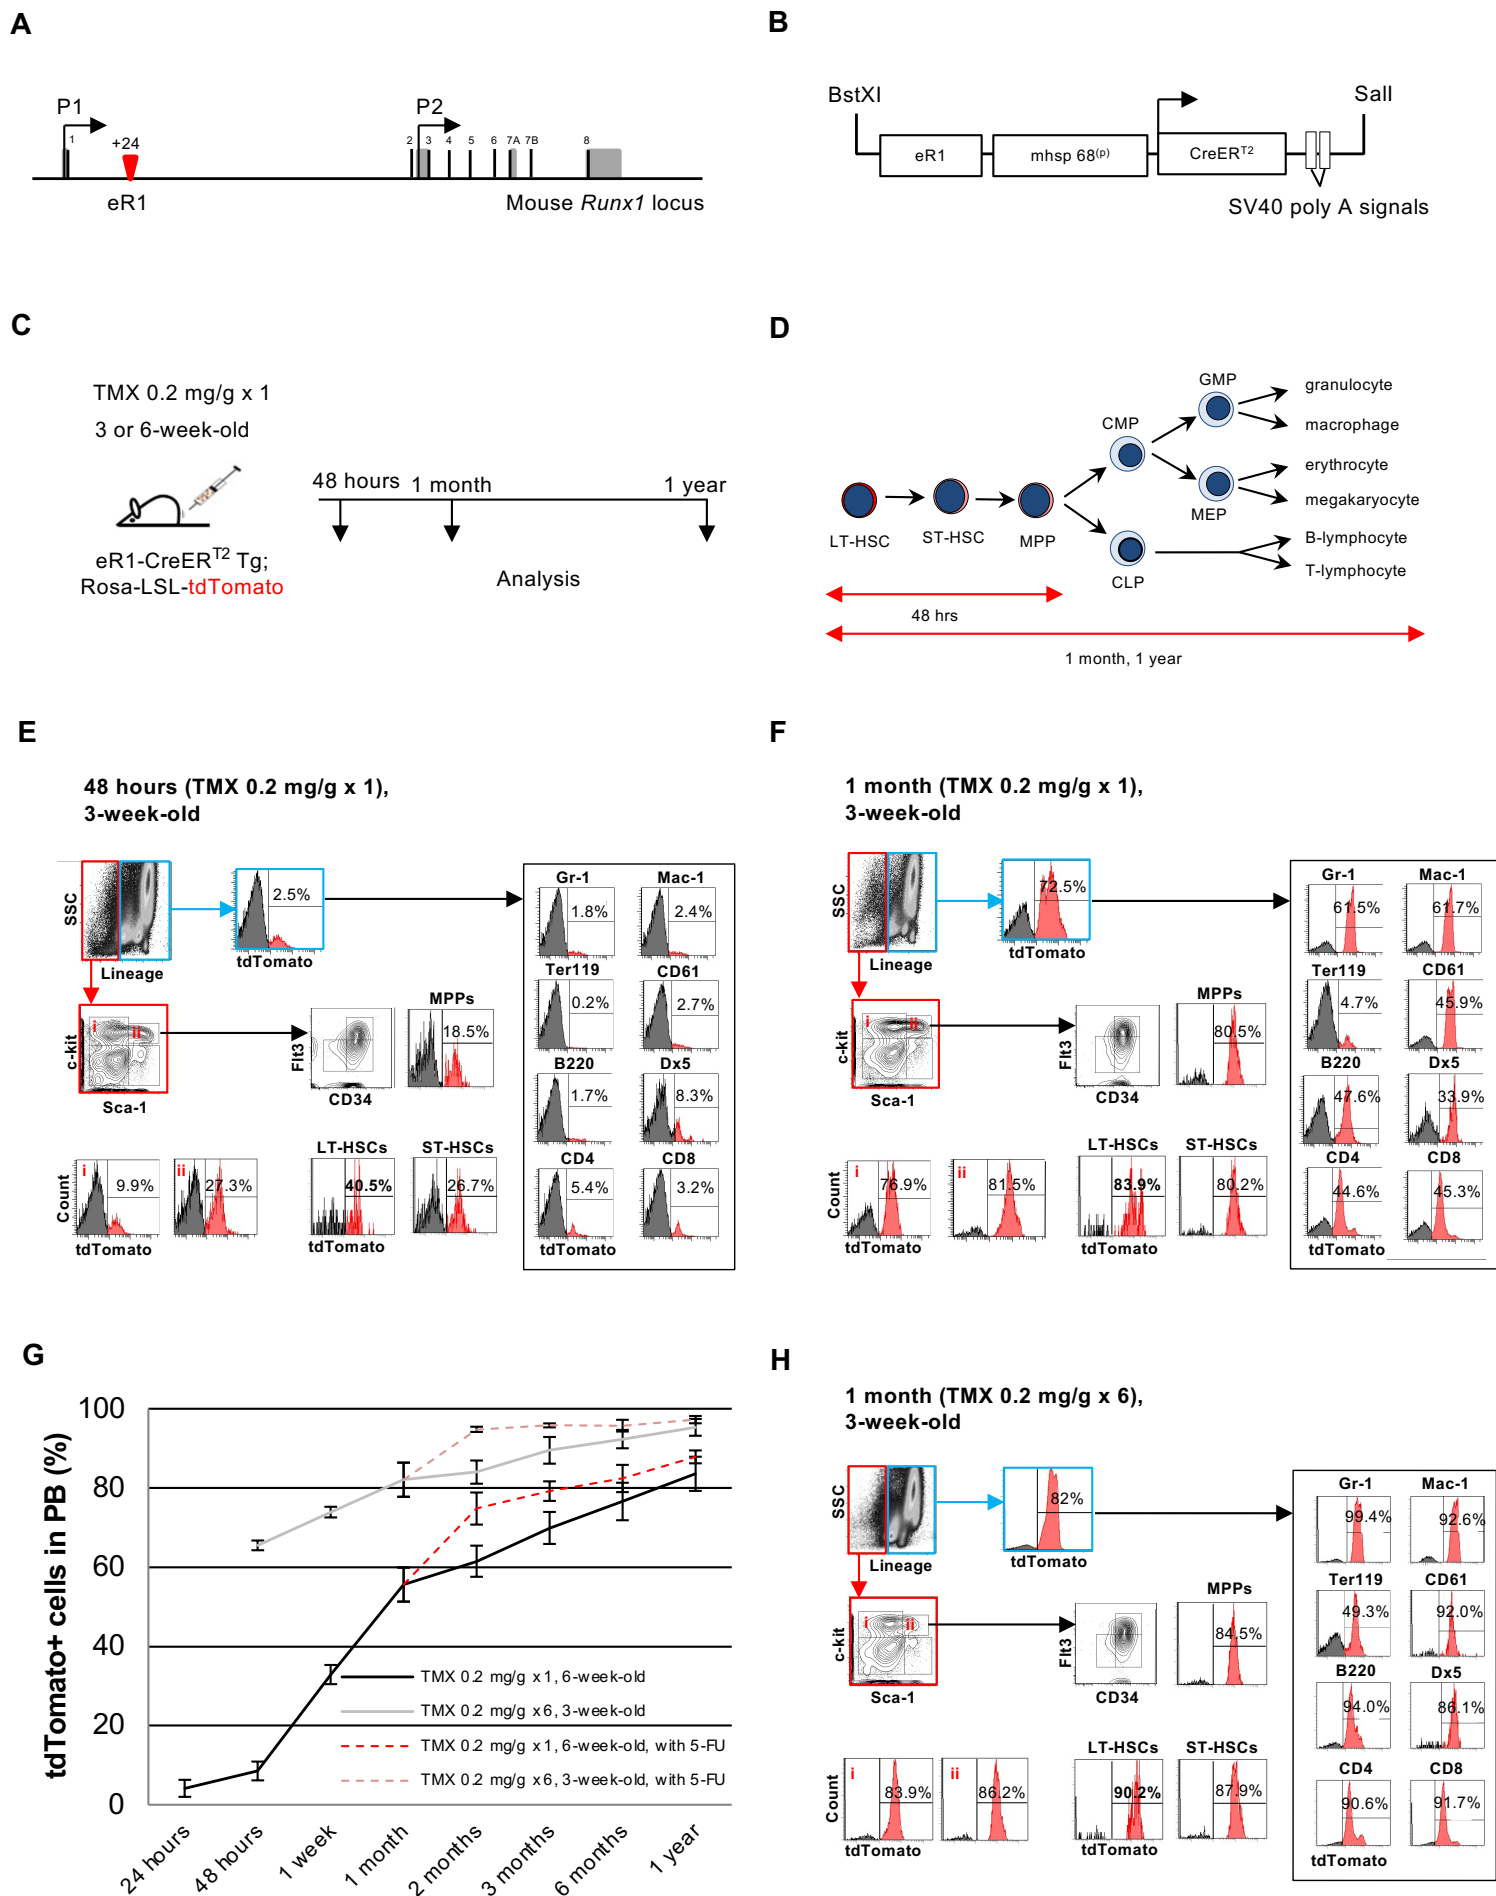 A
P1
1
+24
eR1
P2
2 3 4 5 6 7A 7B 8
Mouse Runx1 locus
B
BstXI
SalI
eR1
mhsp 68(p)
CreERT2
SV40 poly A signals
C
TMX 0.2 mg/g x 1
3 or 6-week-old
48 hours 1 month 1 year
eR1-CreERT2 Tg;
Rosa-LSL-tdTomato
Analysis
D
LT-HSC
ST-HSC
MPP
CMP
CLP
GMP
MEP
granulocyte
macrophage
erythrocyte
megakaryocyte
B-lymphocyte
T-lymphocyte
48 hrs
1 month, 1 year
E
48 hours (TMX 0.2 mg/g x 1),
3-week-old
SSC
Lineage
2.5%
tdTomato
c-kit
i
ii
Sca-1
Flt3
CD34
MPPs
18.5%
Count
i
9.9%
tdTomato
ii
27.3%
LT-HSCs
40.5%
tdTomato
ST-HSCs
26.7%
Gr-1
1.8%
Mac-1
2.4%
Ter119
0.2%
CD61
2.7%
B220
1.7%
Dx5
8.3%
CD4
5.4%
CD8
3.2%
tdTomato
F
1 month (TMX 0.2 mg/g x 1),
3-week-old
SSC
Lineage
72.5%
tdTomato
c-kit
i
ii
Sca-1
Flt3
CD34
MPPs
80.5%
Count
i
76.9%
tdTomato
ii
81.5%
LT-HSCs
83.9%
tdTomato
ST-HSCs
80.2%
Gr-1
61.5%
Mac-1
61.7%
Ter119
4.7%
CD61
45.9%
B220
47.6%
Dx5
33.9%
CD4
44.6%
CD8
45.3%
tdTomato
G
tdTomato+ cells in PB (%)
100
80
60
40
20
0
TMX 0.2 mg/g x1, 6-week-old
TMX 0.2 mg/g x6, 3-week-old
TMX 0.2 mg/g x1, 6-week-old, with 5-FU
TMX 0.2 mg/g x6, 3-week-old, with 5-FU
24 hours
48 hours
1 week
1 month
2 months
3 months
6 months
1 year
H
1 month (TMX 0.2 mg/g x 6),
3-week-old
SSC
Lineage
82%
tdTomato
c-kit
i
ii
Sca-1
Flt3
CD34
MPPs
84.5%
Count
i
83.9%
tdTomato
ii
86.2%
LT-HSCs
90.2%
tdTomato
ST-HSCs
87.9%
Gr-1
99.4%
Mac-1
92.6%
Ter119
49.3%
CD61
92.0%
B220
94.0%
Dx5
86.1%
CD4
90.6%
CD8
91.7%
tdTomato